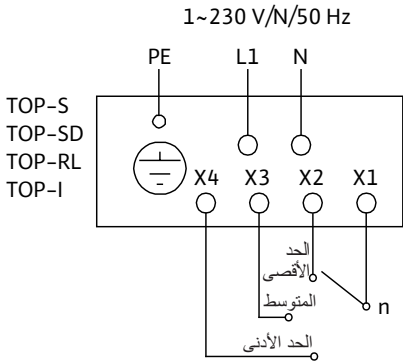 1~230 V/N/50 Hz
PE L1 N
TOP-S
TOP-SD
TOP-RL
TOP-I
X4 X3 X2 X1
الحد
الأقصى
المتوسط
n
الحد الأدنى